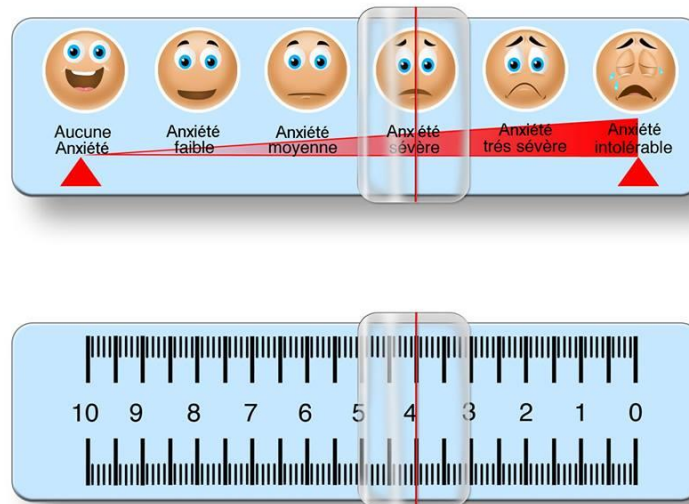 Aucune Anxiété Anxiété Anxiété Anxiété Anxiété
Anxiété faible moyenne sévère trés sévère intolérable
10 9 8 7 6 5 4 3 2 1 0